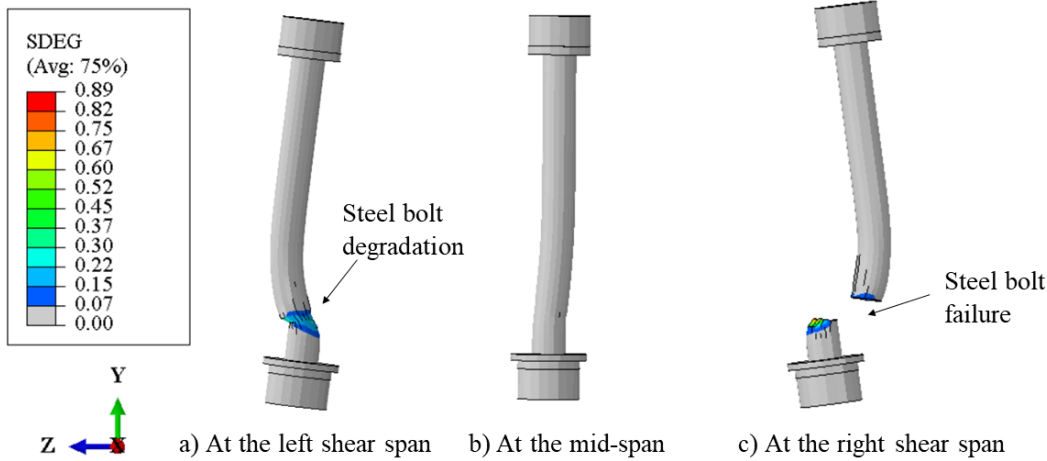 SDEG
(Avg: 75%)
0.89
0.82
0.75
0.67
0.60
0.52
0.45
0.37
0.30
0.22
0.15
0.07
0.00
Steel bolt
degradation
Steel bolt
failure
Y
Z
X
a) At the left shear span
b) At the mid-span
c) At the right shear span